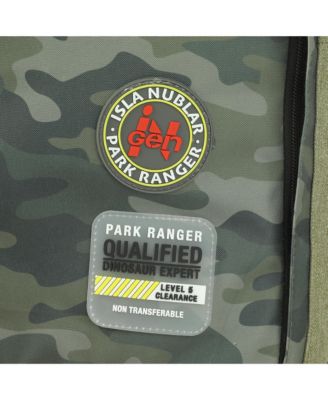 · ISLA NUBLAR ·
InGen
PARK RANGER
PARK RANGER
QUALIFIED
DINOSAUR EXPERT
LEVEL 5
CLEARANCE
NON TRANSFERABLE